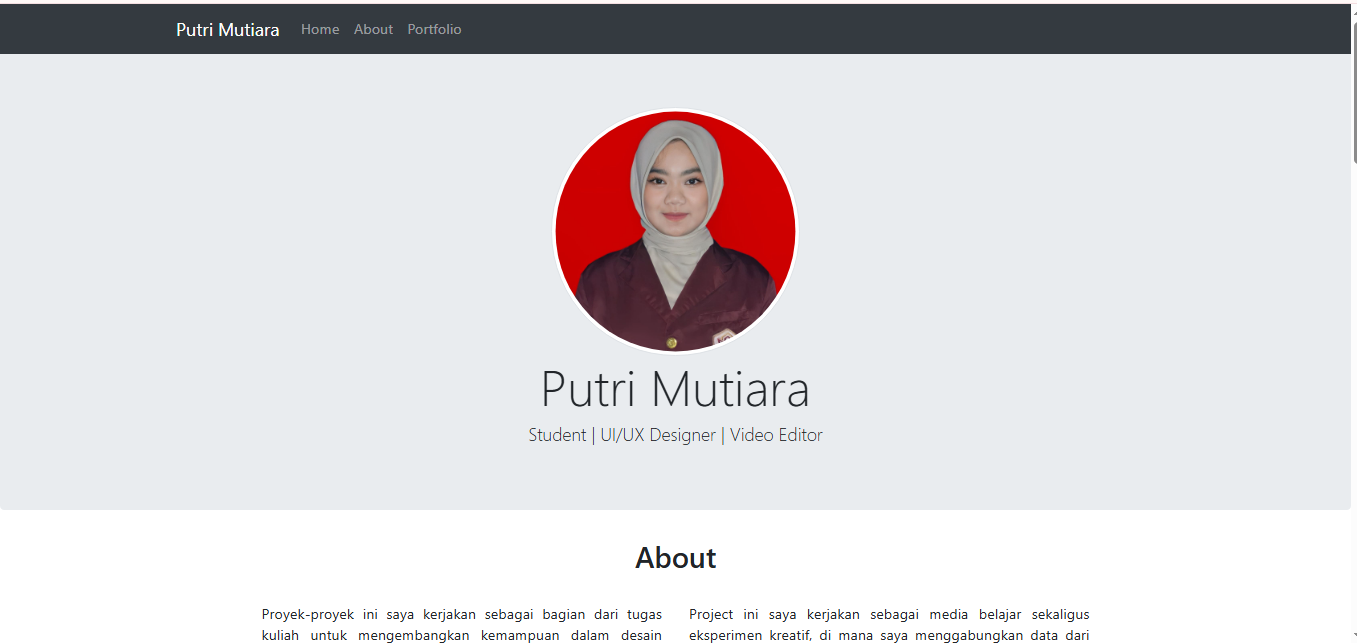 Putri Mutiara Home About Portfolio
Putri Mutiara
Student | UI/UX Designer | Video Editor
About
Proyek-proyek ini saya kerjakan sebagai bagian dari tugas
kuliah untuk mengembangkan kemampuan dalam desain
Project ini saya kerjakan sebagai media belajar sekaligus
eksperimen kreatif, di mana saya menggabungkan data dari